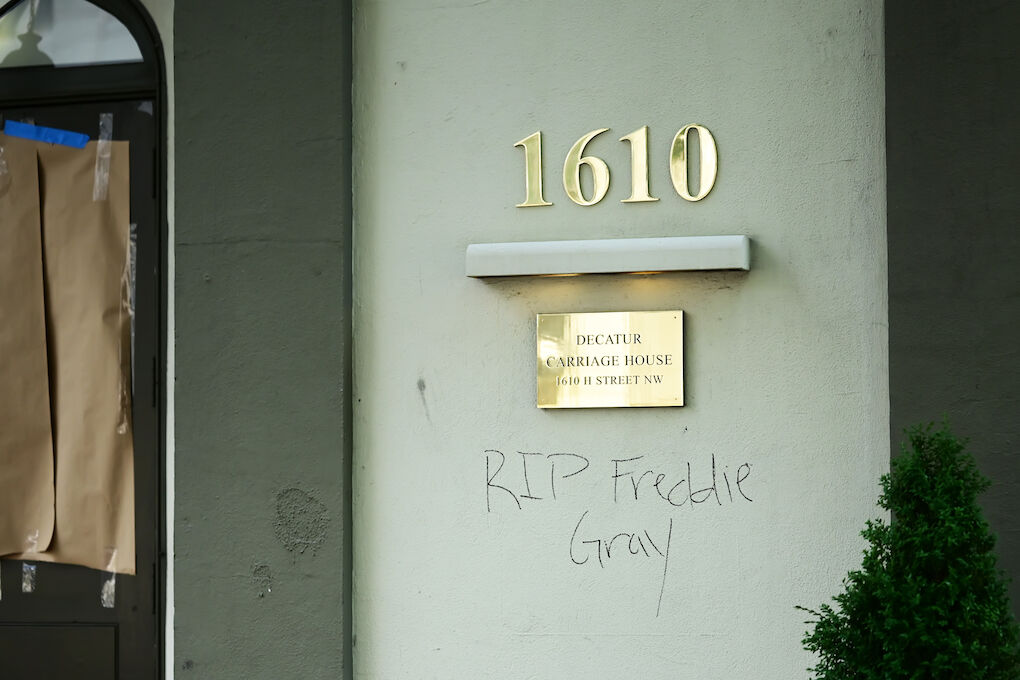 1610
DECATUR
CARRIAGE HOUSE
1610 H STREET NW
RIP Freddie
Gray